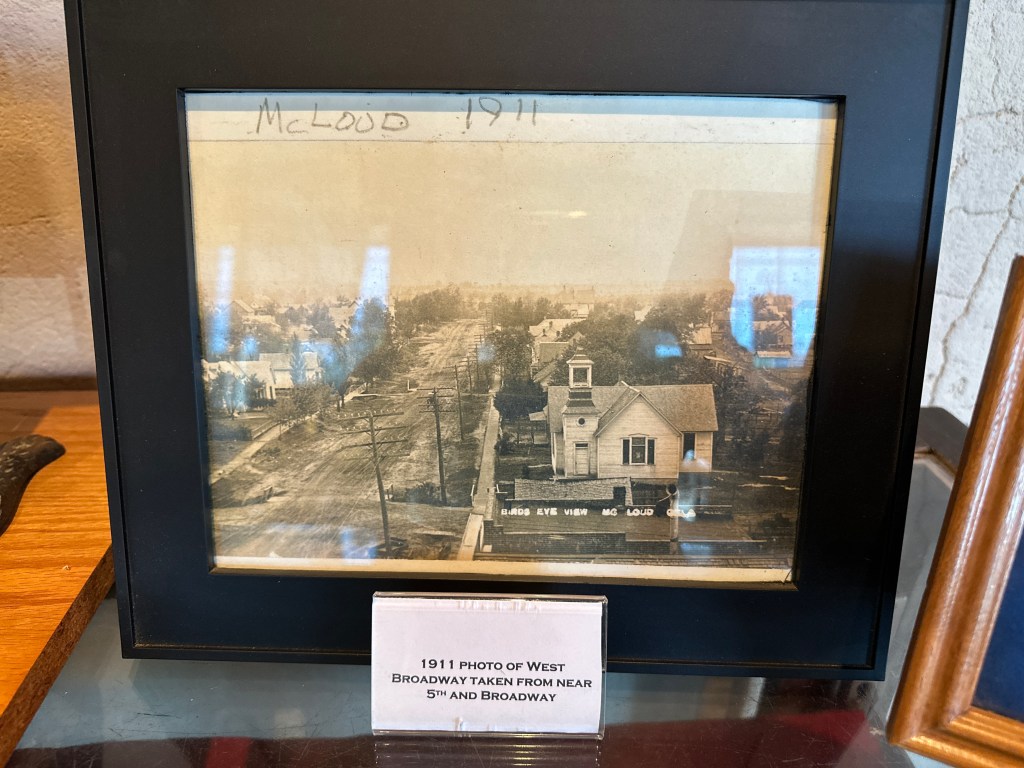 McLOUD 1911
BIRDS EYE VIEW MC LOUD OKLA
1911 PHOTO OF WEST
BROADWAY TAKEN FROM NEAR
5TH AND BROADWAY